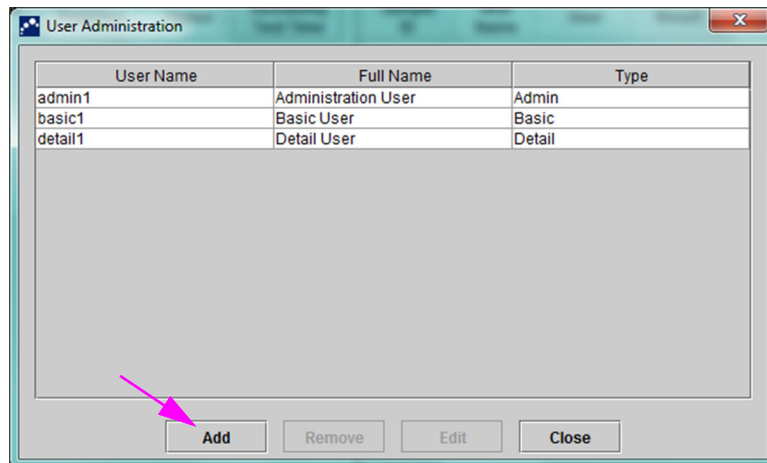 User Administration
User Name Full Name Type
admin1 Administration User Admin
basic1 Basic User Basic
detail1 Detail User Detail
Add Remove Edit Close